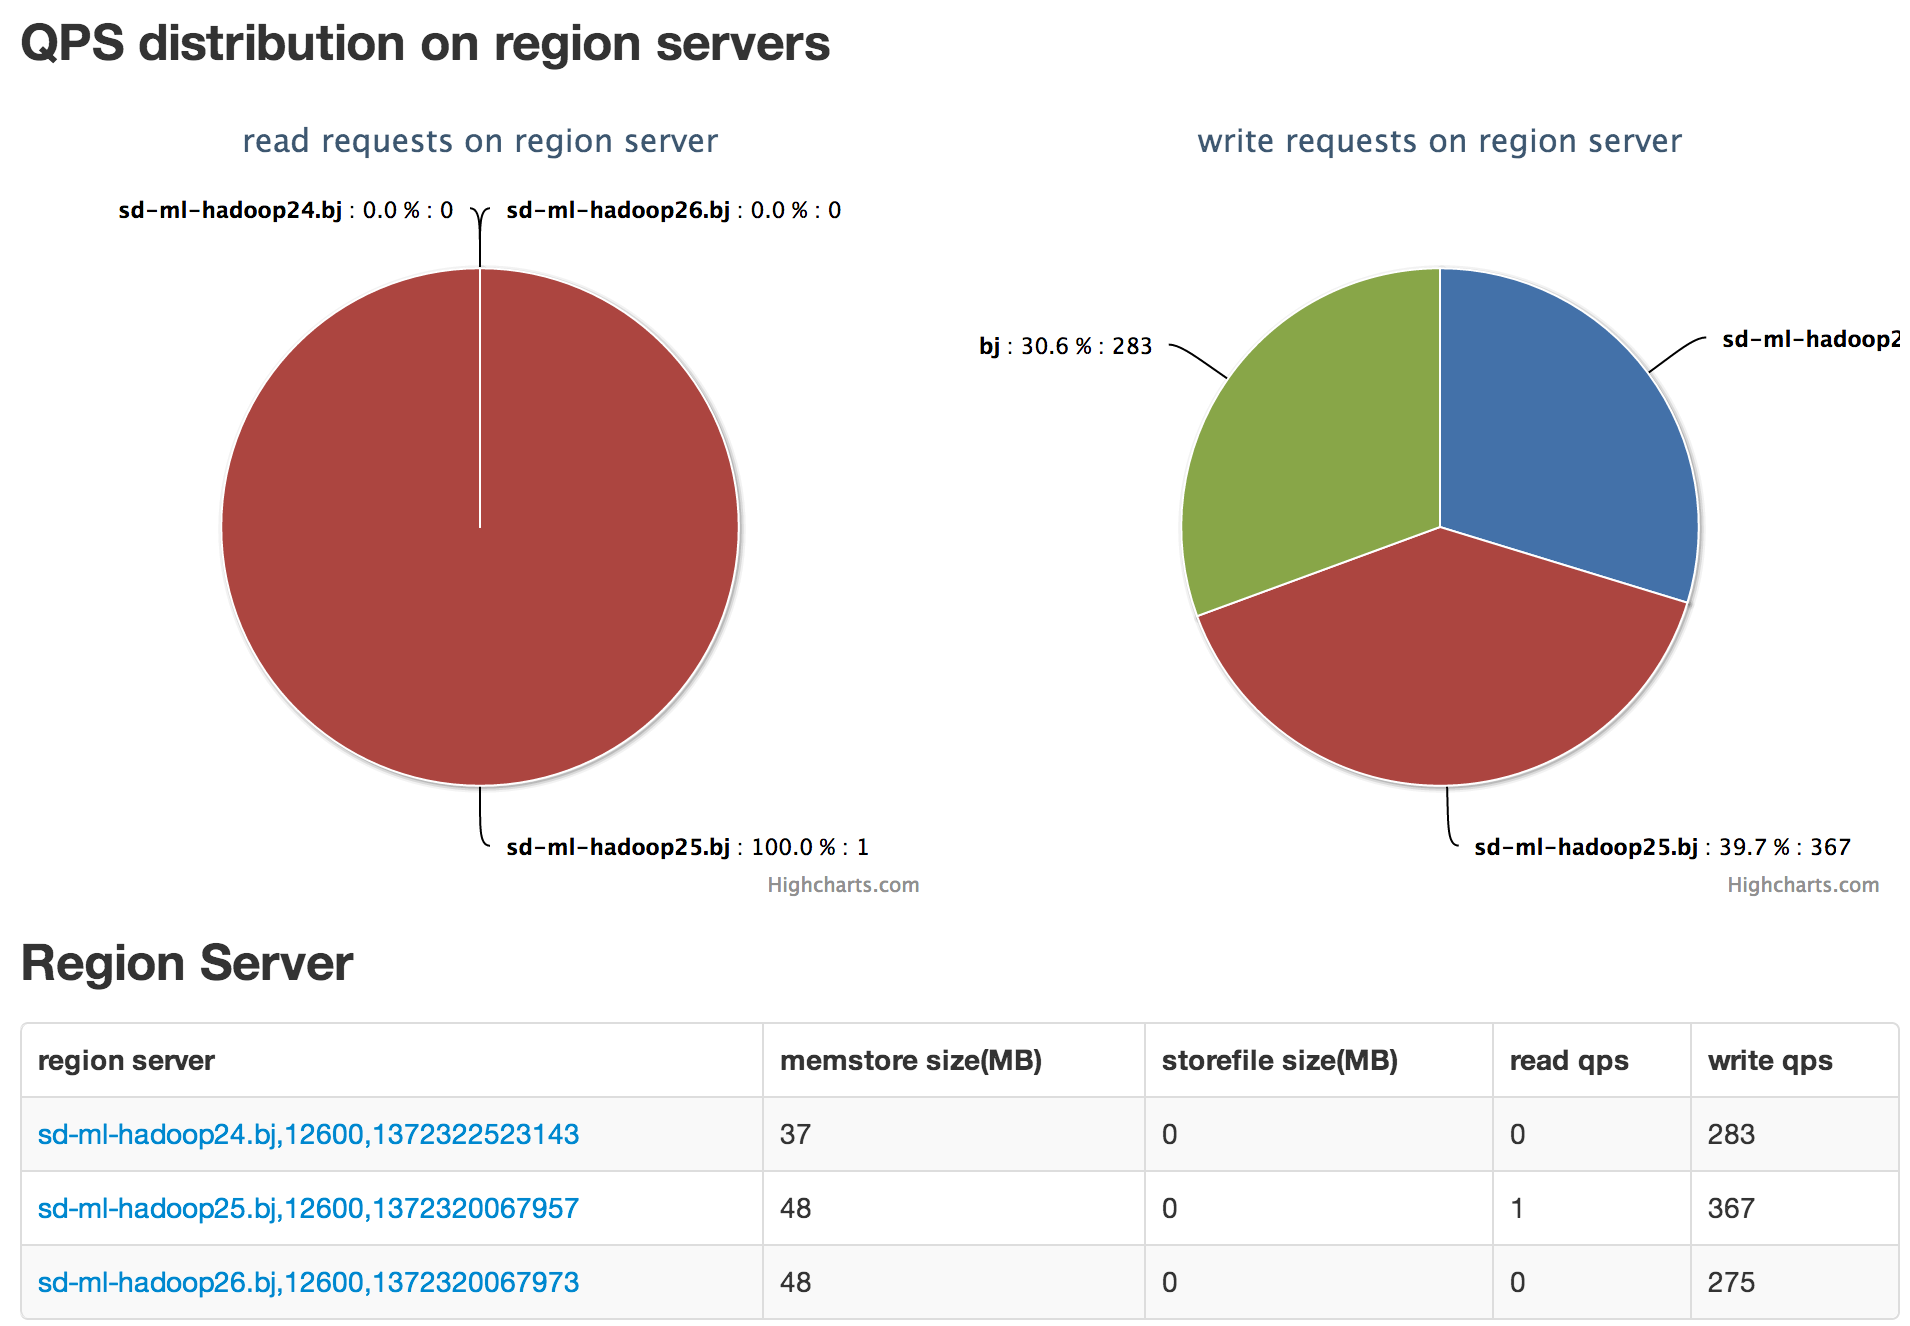 QPS distribution on region servers
read requests on region server
write requests on region server
sd-ml-hadoop24.bj : 0.0 % : 0
sd-ml-hadoop26.bj : 0.0 % : 0
bj : 30.6 % : 283
sd-ml-hadoop2
sd-ml-hadoop25.bj : 100.0 % : 1
sd-ml-hadoop25.bj : 39.7 % : 367
Highcharts.com
Highcharts.com
Region Server
region server memstore size(MB) storefile size(MB) read qps write qps
sd-ml-hadoop24.bj,12600,1372322523143 37 0 0 283
sd-ml-hadoop25.bj,12600,1372320067957 48 0 1 367
sd-ml-hadoop26.bj,12600,1372320067973 48 0 0 275